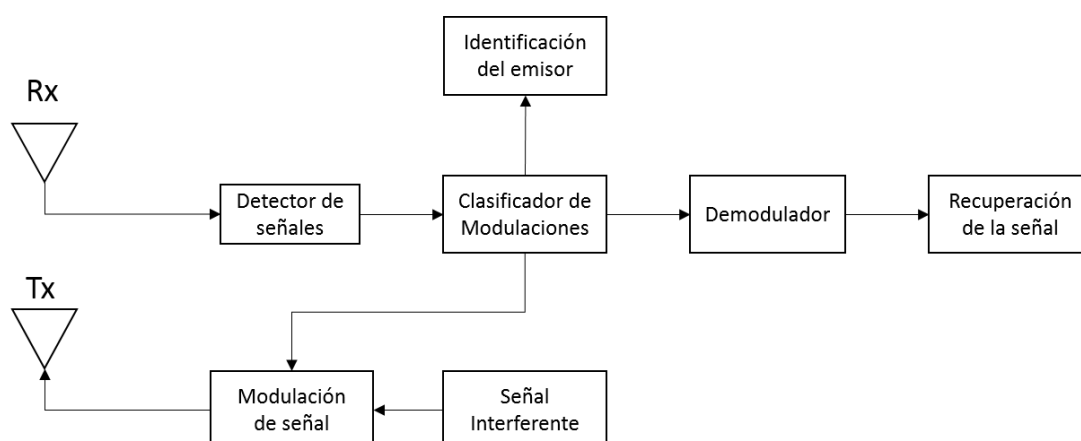 Identificación
del emisor
Rx
Detector de
señales
Clasificador de
Modulaciones
Demodulador
Recuperación
de la señal
Tx
Modulación
de señal
Señal
Interferente